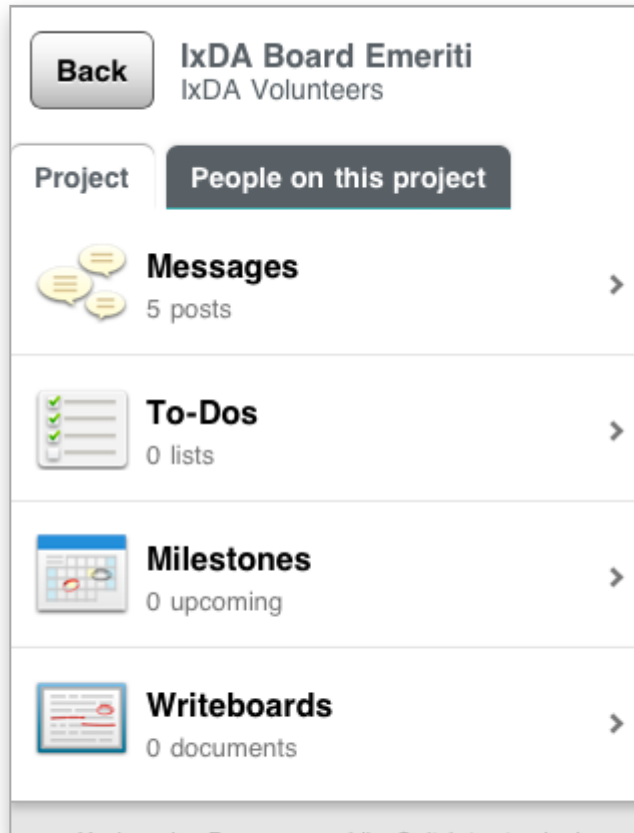 Back
IxDA Board Emeriti
IxDA Volunteers
Project
People on this project
Messages
5 posts
To-Dos
0 lists
Milestones
0 upcoming
Writeboards
0 documents